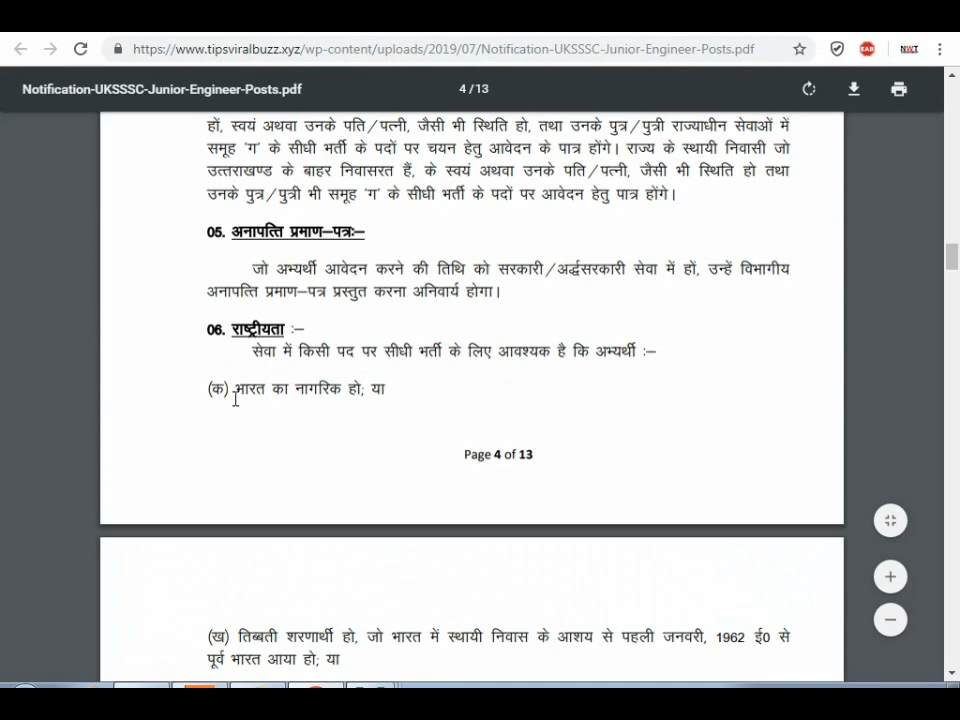 https://www.tipsviralbuzz.xyz/wp-content/uploads/2019/07/Notification-UKSSSC-Junior-Engineer-Posts.pdf
EAB
NWT
Notification-UKSSSC-Junior-Engineer-Posts.pdf
4 / 13
हों, स्वयं अथवा उनके पति/पत्नी, जैसी भी स्थिति हो, तथा उनके पुत्र/पुत्री राज्याधीन सेवाओं में
समूह 'ग' के सीधी भर्ती के पदों पर चयन हेतु आवेदन के पात्र होंगे। राज्य के स्थायी निवासी जो
उत्तराखण्ड के बाहर निवासरत हैं, के स्वयं अथवा उनके पति/पत्नी, जैसी भी स्थिति हो तथा
उनके पुत्र/पुत्री भी समूह 'ग' के सीधी भर्ती के पदों पर आवेदन हेतु पात्र होंगे।
05. अनापत्ति प्रमाण–पत्रः–
जो अभ्यर्थी आवेदन करने की तिथि को सरकारी/अर्द्धसरकारी सेवा में हों, उन्हें विभागीय
अनापत्ति प्रमाण–पत्र प्रस्तुत करना अनिवार्य होगा।
06. राष्ट्रीयता :–
सेवा में किसी पद पर सीधी भर्ती के लिए आवश्यक है कि अभ्यर्थी :–
(क) भारत का नागरिक हो; या
Page 4 of 13
(ख) तिब्बती शरणार्थी हो, जो भारत में स्थायी निवास के आशय से पहली जनवरी, 1962 ई0 से
पूर्व भारत आया हो; या